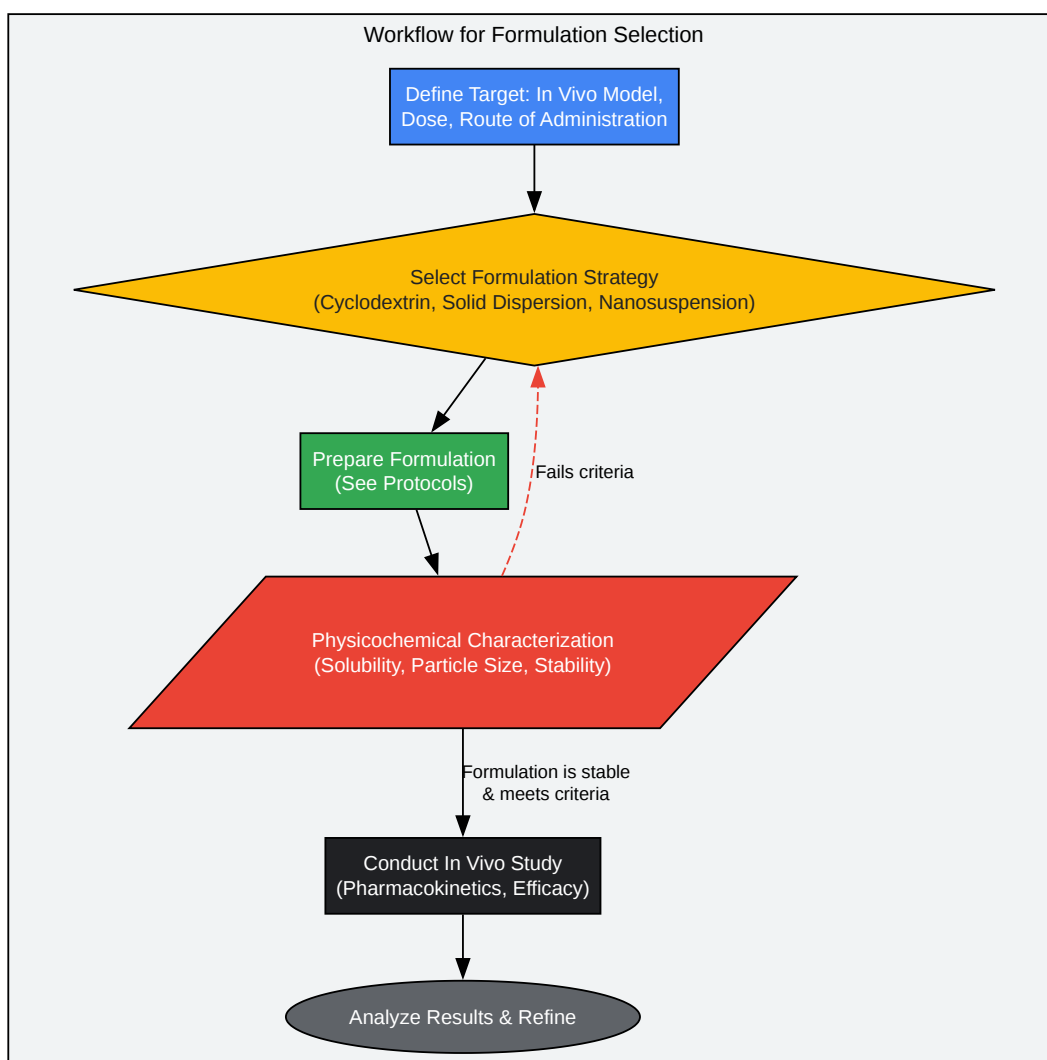 Workflow for Formulation Selection
Define Target: In Vivo Model,
Dose, Route of Administration
Select Formulation Strategy
(Cyclodextrin, Solid Dispersion, Nanosuspension)
Prepare Formulation
(See Protocols)
Fails criteria
Physicochemical Characterization
(Solubility, Particle Size, Stability)
Formulation is stable
& meets criteria
Conduct In Vivo Study
(Pharmacokinetics, Efficacy)
Analyze Results & Refine